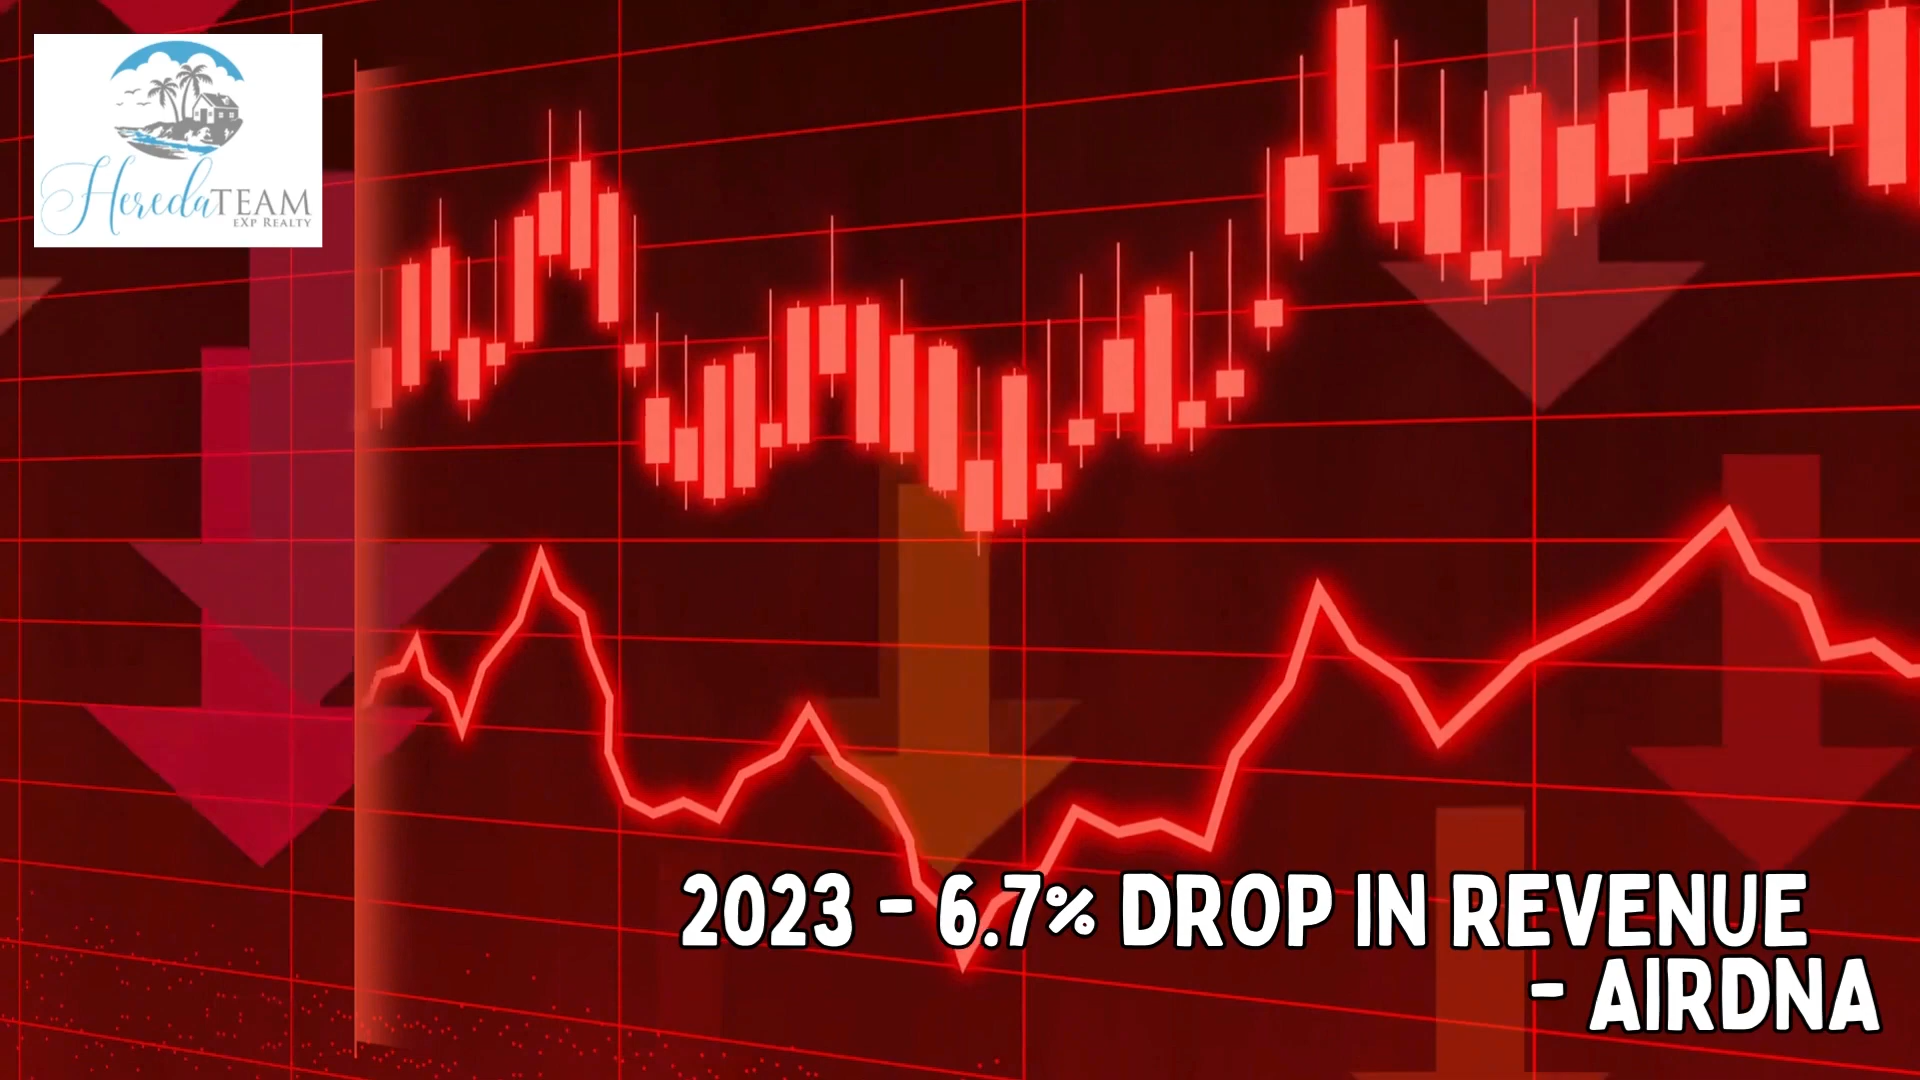 HeredaTEAM
eXp Realty
2023 - 6.7% DROP IN REVENUE
- AIRDNA